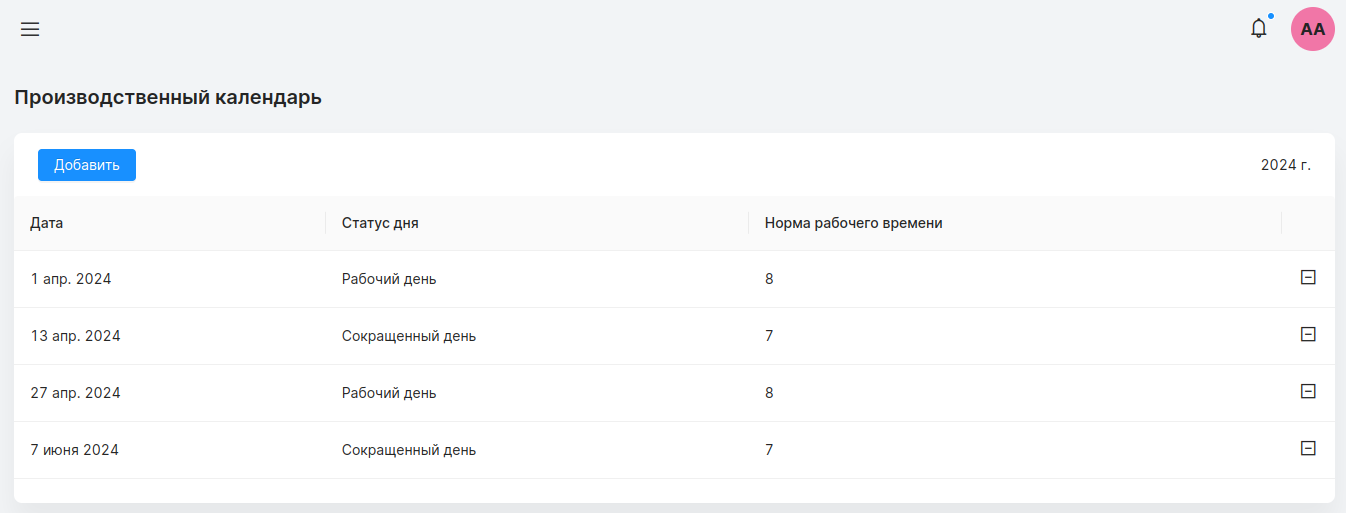 AA
Производственный календарь
Добавить 2024 г.
Дата Статус дня Норма рабочего времени
1 апр. 2024 Рабочий день 8
13 апр. 2024 Сокращенный день 7
27 апр. 2024 Рабочий день 8
7 июня 2024 Сокращенный день 7